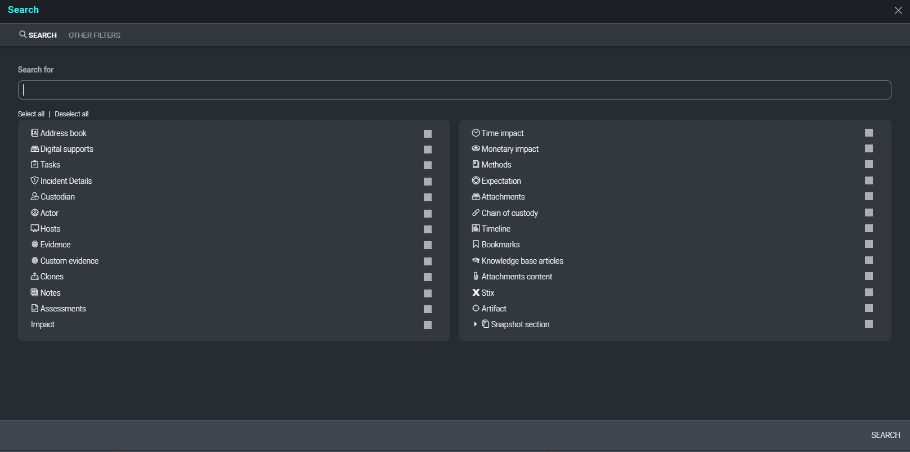 Search
SEARCH OTHER FILTERS
Search for
Select all | Deselect all
Address book
Digital supports
Tasks
Incident Details
Custodian
Actor
Hosts
Evidence
Custom evidence
Clones
Notes
Assessments
Impact
Time impact
Monetary impact
Methods
Expectation
Attachments
Chain of custody
Timeline
Bookmarks
Knowledge base articles
Attachments content
Stix
Artifact
Snapshot section
SEARCH